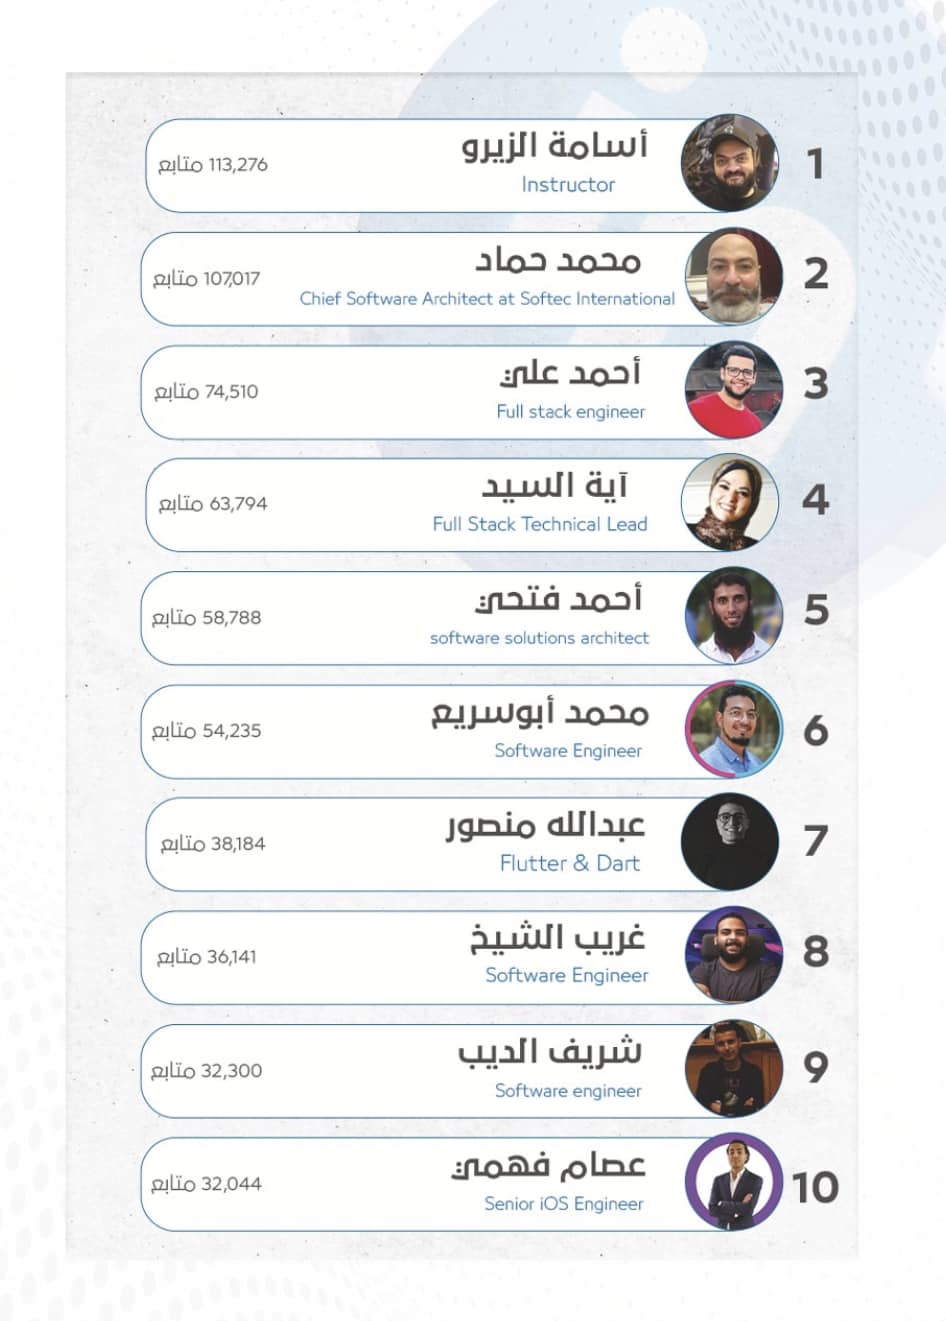 1
أسامة الزيرو
Instructor
113,276 متابع
2
محمد حماد
Chief Software Architect at Softec International
107,017 متابع
3
أحمد علي
Full stack engineer
74,510 متابع
4
آية السيد
Full Stack Technical Lead
63,794 متابع
5
أحمد فتحي
software solutions architect
58,788 متابع
6
محمد أبوسريع
Software Engineer
54,235 متابع
7
عبدالله منصور
Flutter & Dart
38,184 متابع
8
غريب الشيخ
Software Engineer
36,141 متابع
9
شريف الديب
Software engineer
32,300 متابع
10
عصام فهمي
Senior iOS Engineer
32,044 متابع